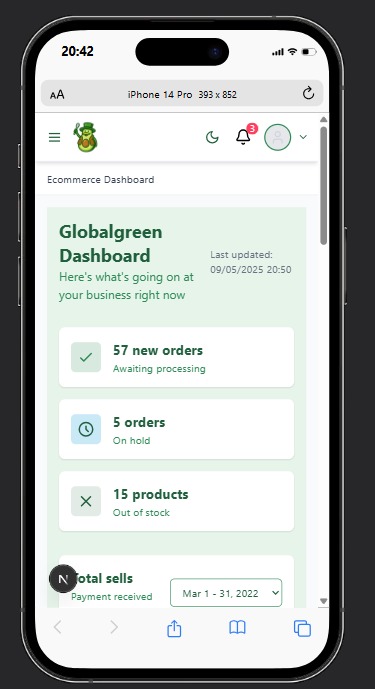 20:42
AA
iPhone 14 Pro 393 x 852
3
Ecommerce Dashboard
Globalgreen
Dashboard
Here's what's going on at
your business right now
Last updated:
09/05/2025 20:50
57 new orders
Awaiting processing
5 orders
On hold
15 products
Out of stock
N
Total sells
Payment received
Mar 1 - 31, 2022